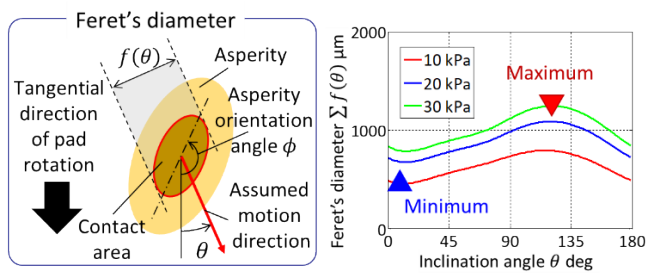 Feret's diameter
f(θ)
Asperity
Tangential
direction
of pad
rotation
Asperity
orientation
angle ϕ
Assumed
motion
direction
Contact
area
θ
Feret's diameter ∑ f(θ) μm
2000
1000
0
10 kPa
20 kPa
30 kPa
Maximum
Minimum
0 45 90 135 180
Inclination angle θ deg